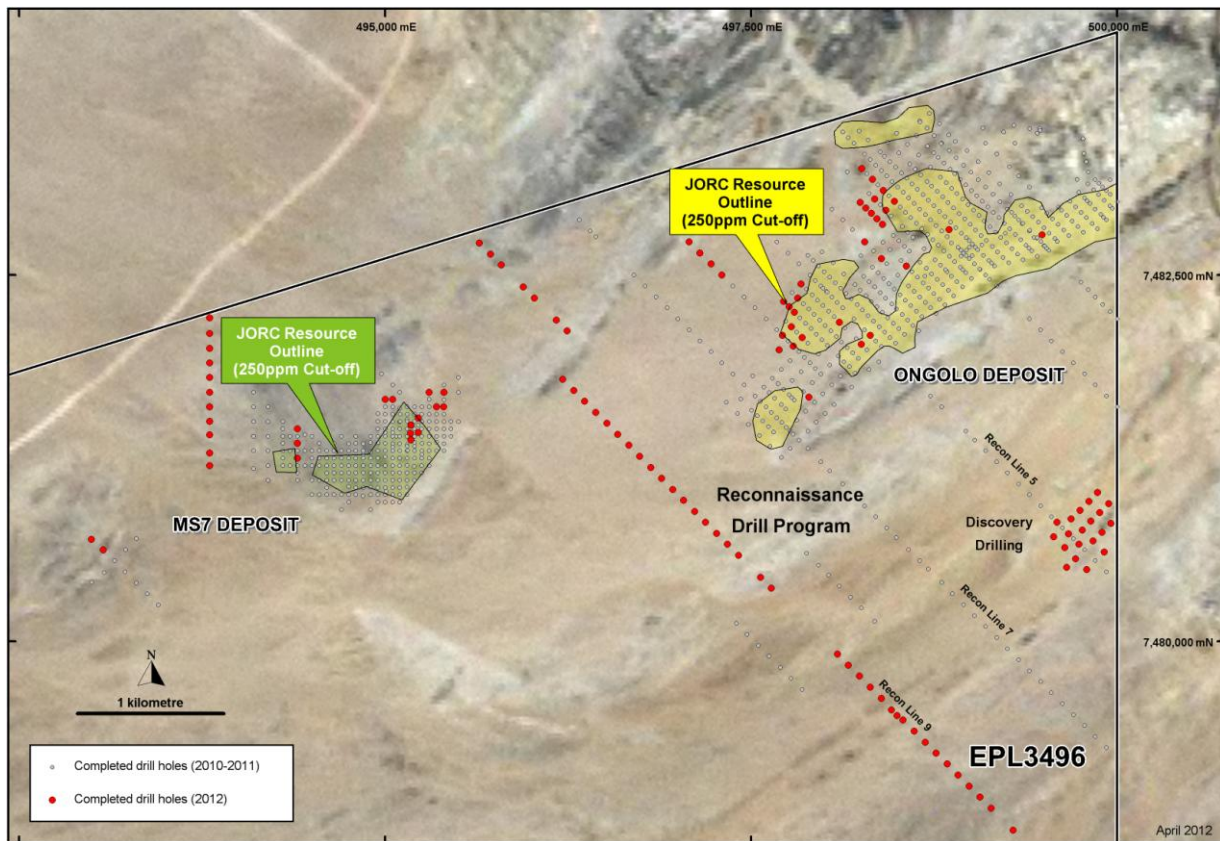 495,000 mE
497,500 mE
500,000 mE
JORC Resource
Outline
(250ppm Cut-off)
7,482,500 mN
JORC Resource
Outline
(250ppm Cut-off)
ONGOLO DEPOSIT
Recon Line 5
Reconnaissance
Drill Program
MS7 DEPOSIT
Discovery
Drilling
Recon Line 7
7,480,000 mN
N
1 kilometre
Recon Line 9
EPL3496
Completed drill holes (2010-2011)
Completed drill holes (2012)
April 2012